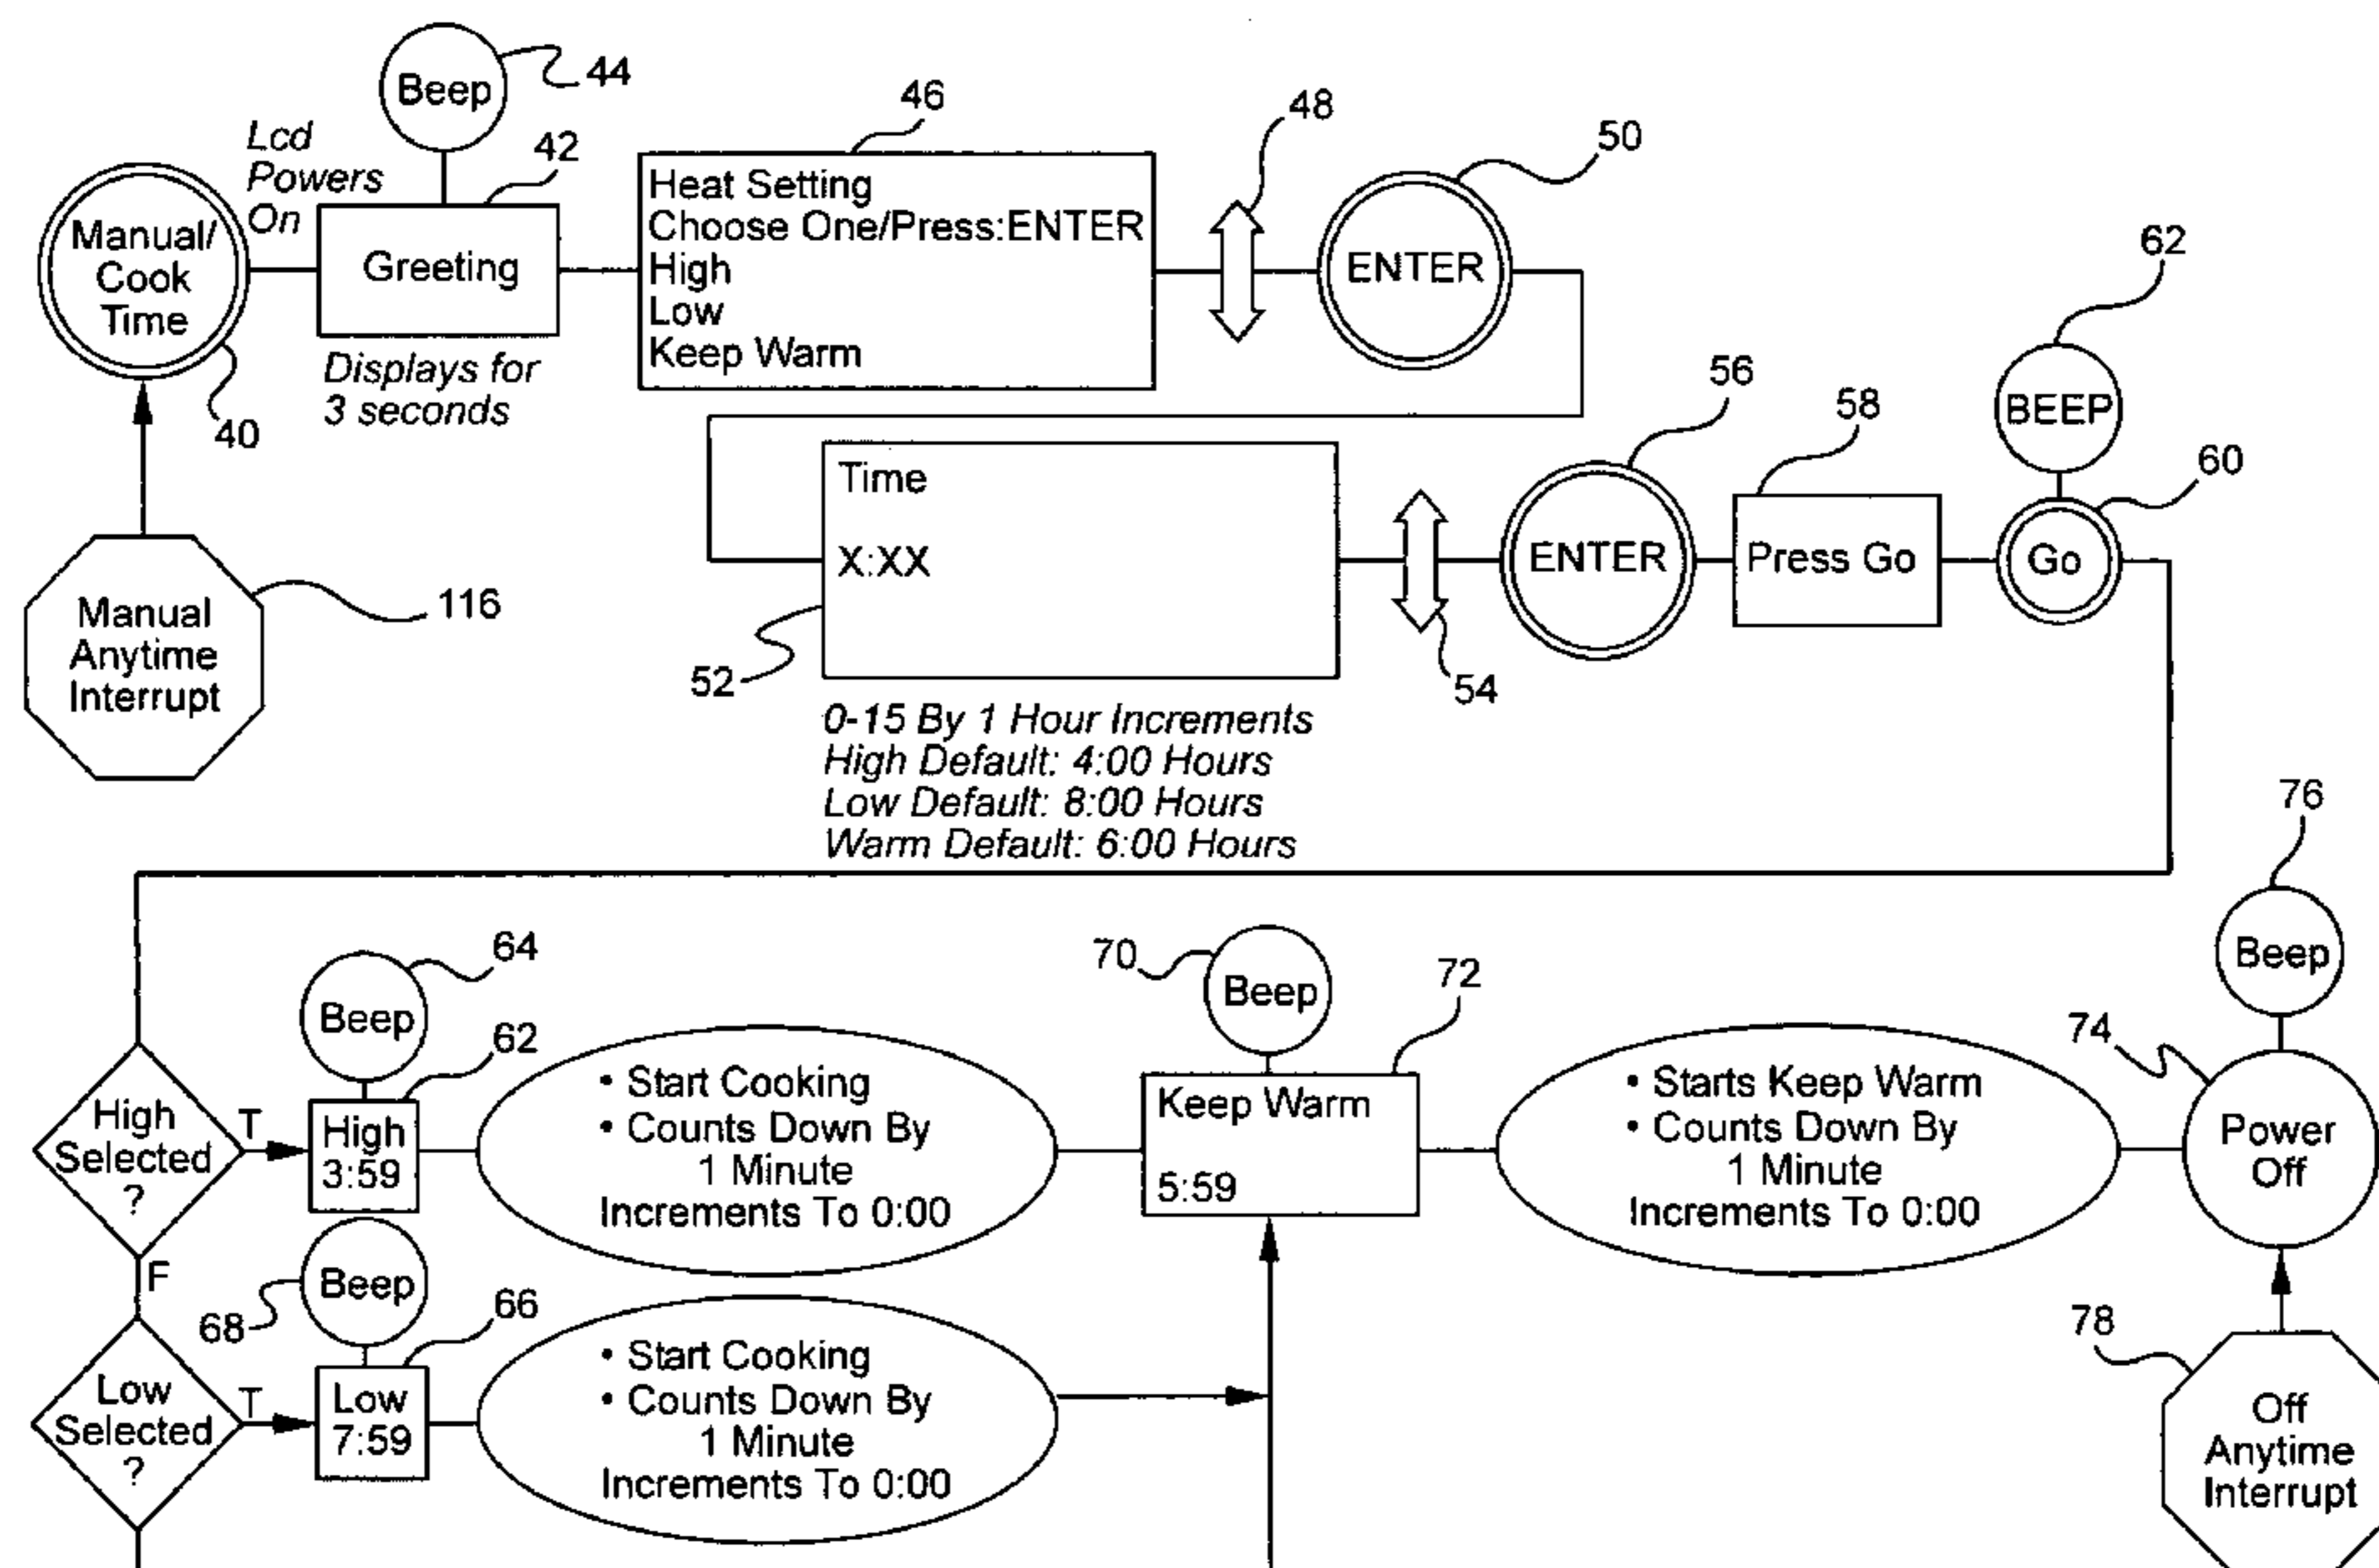 Beep
44
Lcd
Powers
On
42
46
48
50
Manual/
Cook
Time
Greeting
Displays for
3 seconds
40
Heat Setting
Choose One/Press:ENTER
High
Low
Keep Warm
ENTER
62
BEEP
56
58
60
Manual
Anytime
Interrupt
116
Time
X:XX
52
54
ENTER
Press Go
Go
0-15 By 1 Hour Increments
High Default: 4:00 Hours
Low Default: 8:00 Hours
Warm Default: 6:00 Hours
76
Beep
64
Beep
62
70
Beep
72
74
High
Selected
?
T
F
High
3:59
• Start Cooking
• Counts Down By
1 Minute
Increments To 0:00
Keep Warm
5:59
• Starts Keep Warm
• Counts Down By
1 Minute
Increments To 0:00
Power
Off
68
Beep
66
78
Low
Selected
?
T
Low
7:59
• Start Cooking
• Counts Down By
1 Minute
Increments To 0:00
Off
Anytime
Interrupt